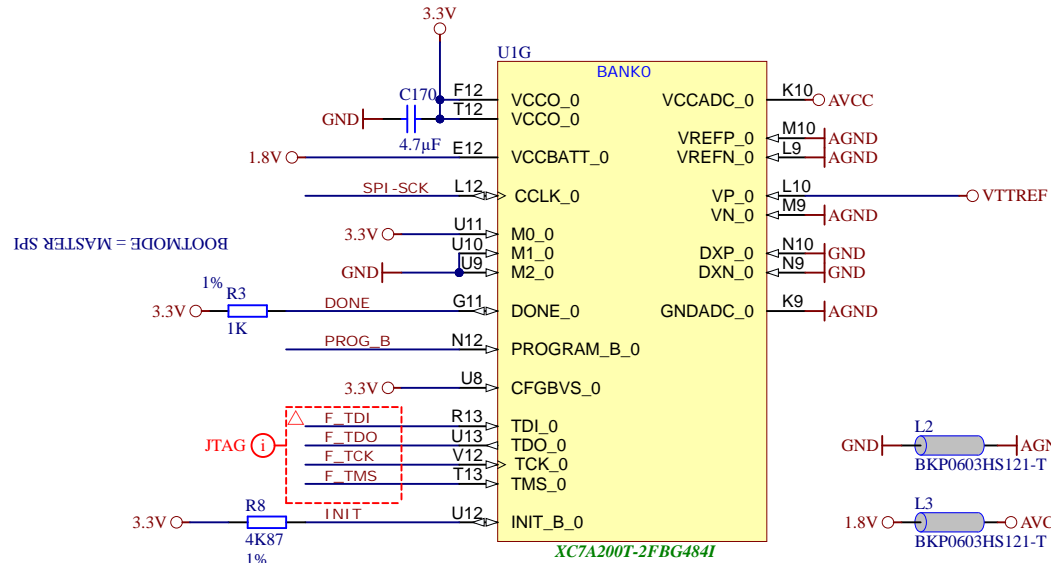 3.3V
U1G
BANK0
F12
VCCO_0
VCCADC_0
K10
AVCC
C170
T12
VCCO_0
GND
4.7µF
VREFP_0
M10
AGND
1.8V
E12
VCCBATT_0
VREFN_0
L9
AGND
SPI-SCK
L12
CCLK_0
VP_0
L10
VTTREF
VN_0
M9
AGND
3.3V
U11
M0_0
BOOTMODE = MASTER SPI
U10
M1_0
DXP_0
N10
GND
GND
U9
M2_0
DXN_0
N9
GND
1%
R3
3.3V
1K
DONE
G11
DONE_0
GNDADC_0
K9
AGND
PROG_B
N12
PROGRAM_B_0
3.3V
U8
CFGBVS_0
JTAG
i
F_TDI
R13
TDI_0
F_TDO
U13
TDO_0
F_TCK
V12
TCK_0
F_TMS
T13
TMS_0
L2
GND
AGN
BKP0603HS121-T
R8
3.3V
4K87
1%
INIT
U12
INIT_B_0
L3
1.8V
AVC
BKP0603HS121-T
XC7A200T-2FBG484I